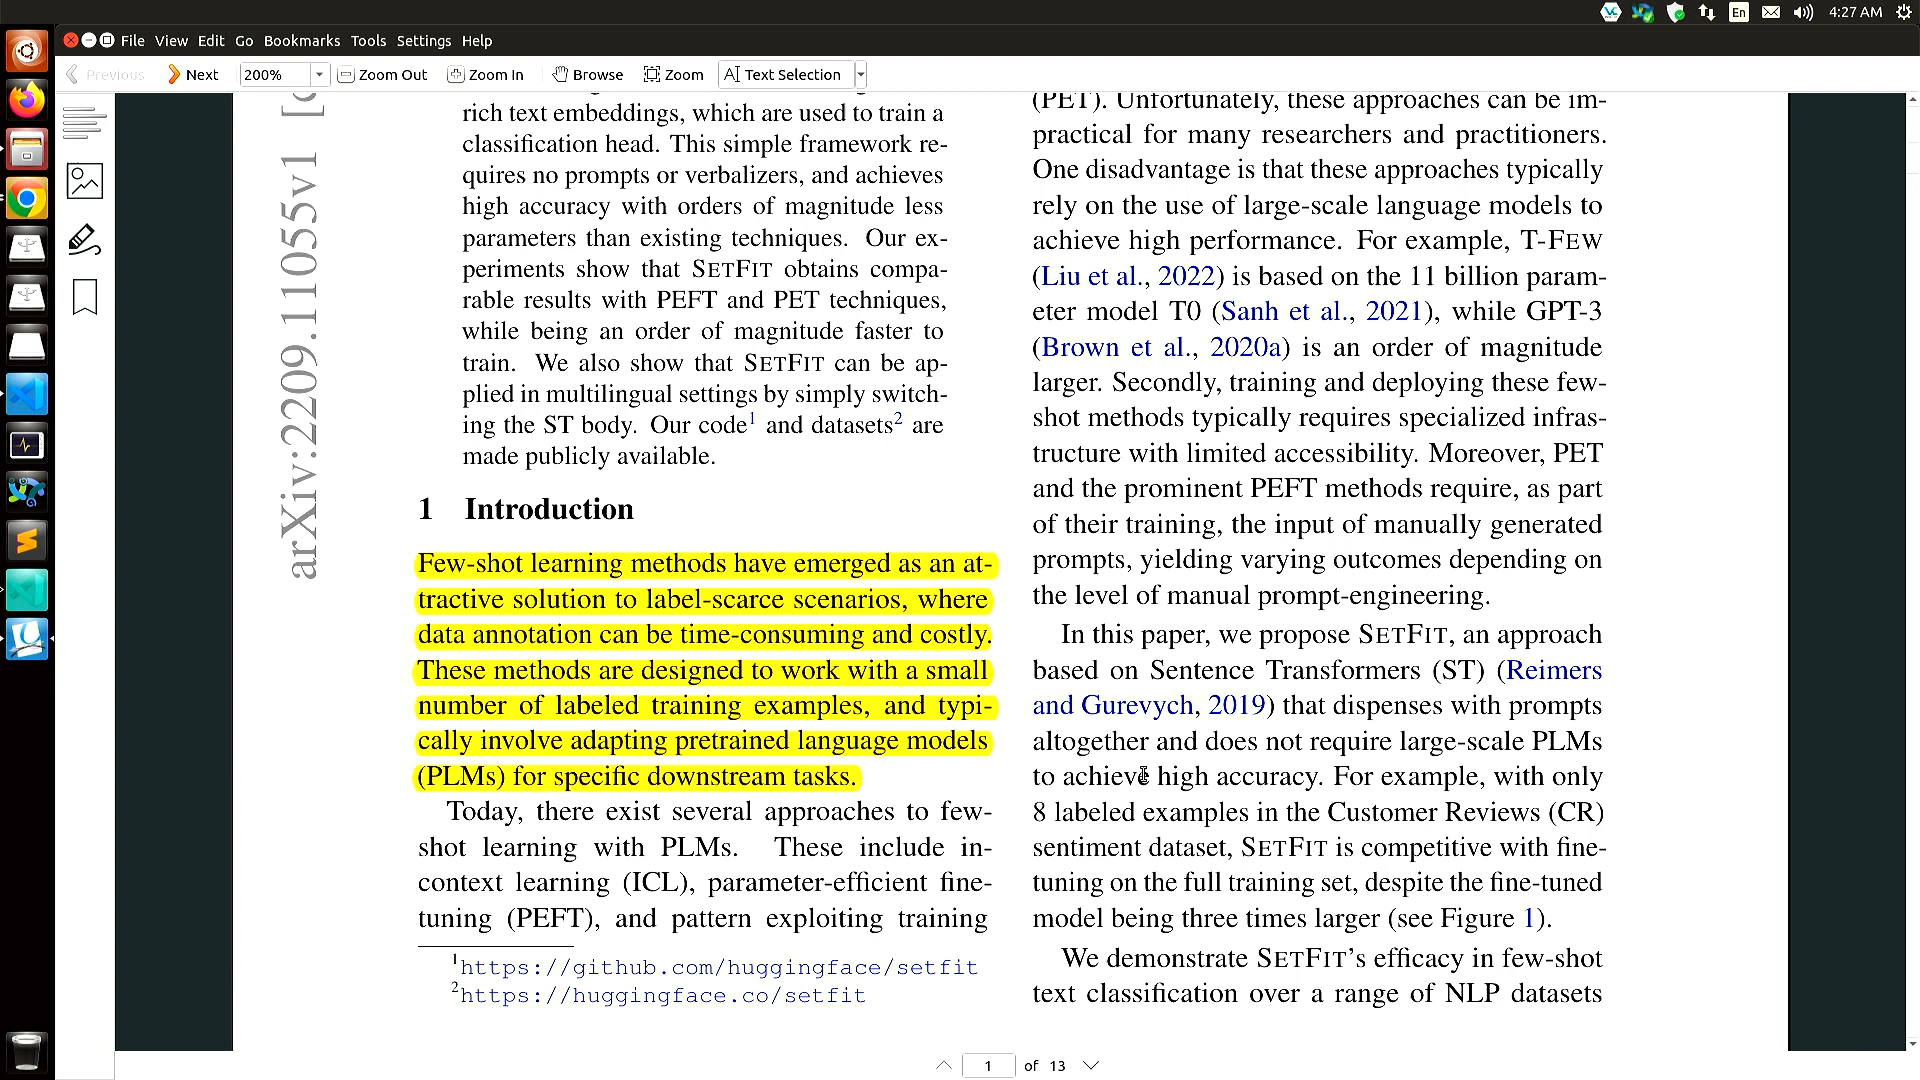 En
4:27 AM
File View Edit Go Bookmarks Tools Settings Help
Previous Next 200% Zoom Out Zoom In Browse Zoom Text Selection
arXiv:2209.11055v1 [
rich text embeddings, which are used to train a
classification head. This simple framework re-
quires no prompts or verbalizers, and achieves
high accuracy with orders of magnitude less
parameters than existing techniques. Our ex-
periments show that SETFIT obtains compa-
rable results with PEFT and PET techniques,
while being an order of magnitude faster to
train. We also show that SETFIT can be ap-
plied in multilingual settings by simply switch-
ing the ST body. Our code1 and datasets2 are
made publicly available.
1 Introduction
Few-shot learning methods have emerged as an at-
tractive solution to label-scarce scenarios, where
data annotation can be time-consuming and costly.
These methods are designed to work with a small
number of labeled training examples, and typi-
cally involve adapting pretrained language models
(PLMs) for specific downstream tasks.
Today, there exist several approaches to few-
shot learning with PLMs. These include in-
context learning (ICL), parameter-efficient fine-
tuning (PEFT), and pattern exploiting training
1https://github.com/huggingface/setfit
2https://huggingface.co/setfit
(PET). Unfortunately, these approaches can be im-
practical for many researchers and practitioners.
One disadvantage is that these approaches typically
rely on the use of large-scale language models to
achieve high performance. For example, T-FEW
(Liu et al., 2022) is based on the 11 billion param-
eter model T0 (Sanh et al., 2021), while GPT-3
(Brown et al., 2020a) is an order of magnitude
larger. Secondly, training and deploying these few-
shot methods typically requires specialized infras-
tructure with limited accessibility. Moreover, PET
and the prominent PEFT methods require, as part
of their training, the input of manually generated
prompts, yielding varying outcomes depending on
the level of manual prompt-engineering.
In this paper, we propose SETFIT, an approach
based on Sentence Transformers (ST) (Reimers
and Gurevych, 2019) that dispenses with prompts
altogether and does not require large-scale PLMs
to achieve high accuracy. For example, with only
8 labeled examples in the Customer Reviews (CR)
sentiment dataset, SETFIT is competitive with fine-
tuning on the full training set, despite the fine-tuned
model being three times larger (see Figure 1).
We demonstrate SETFIT's efficacy in few-shot
text classification over a range of NLP datasets
1 of 13